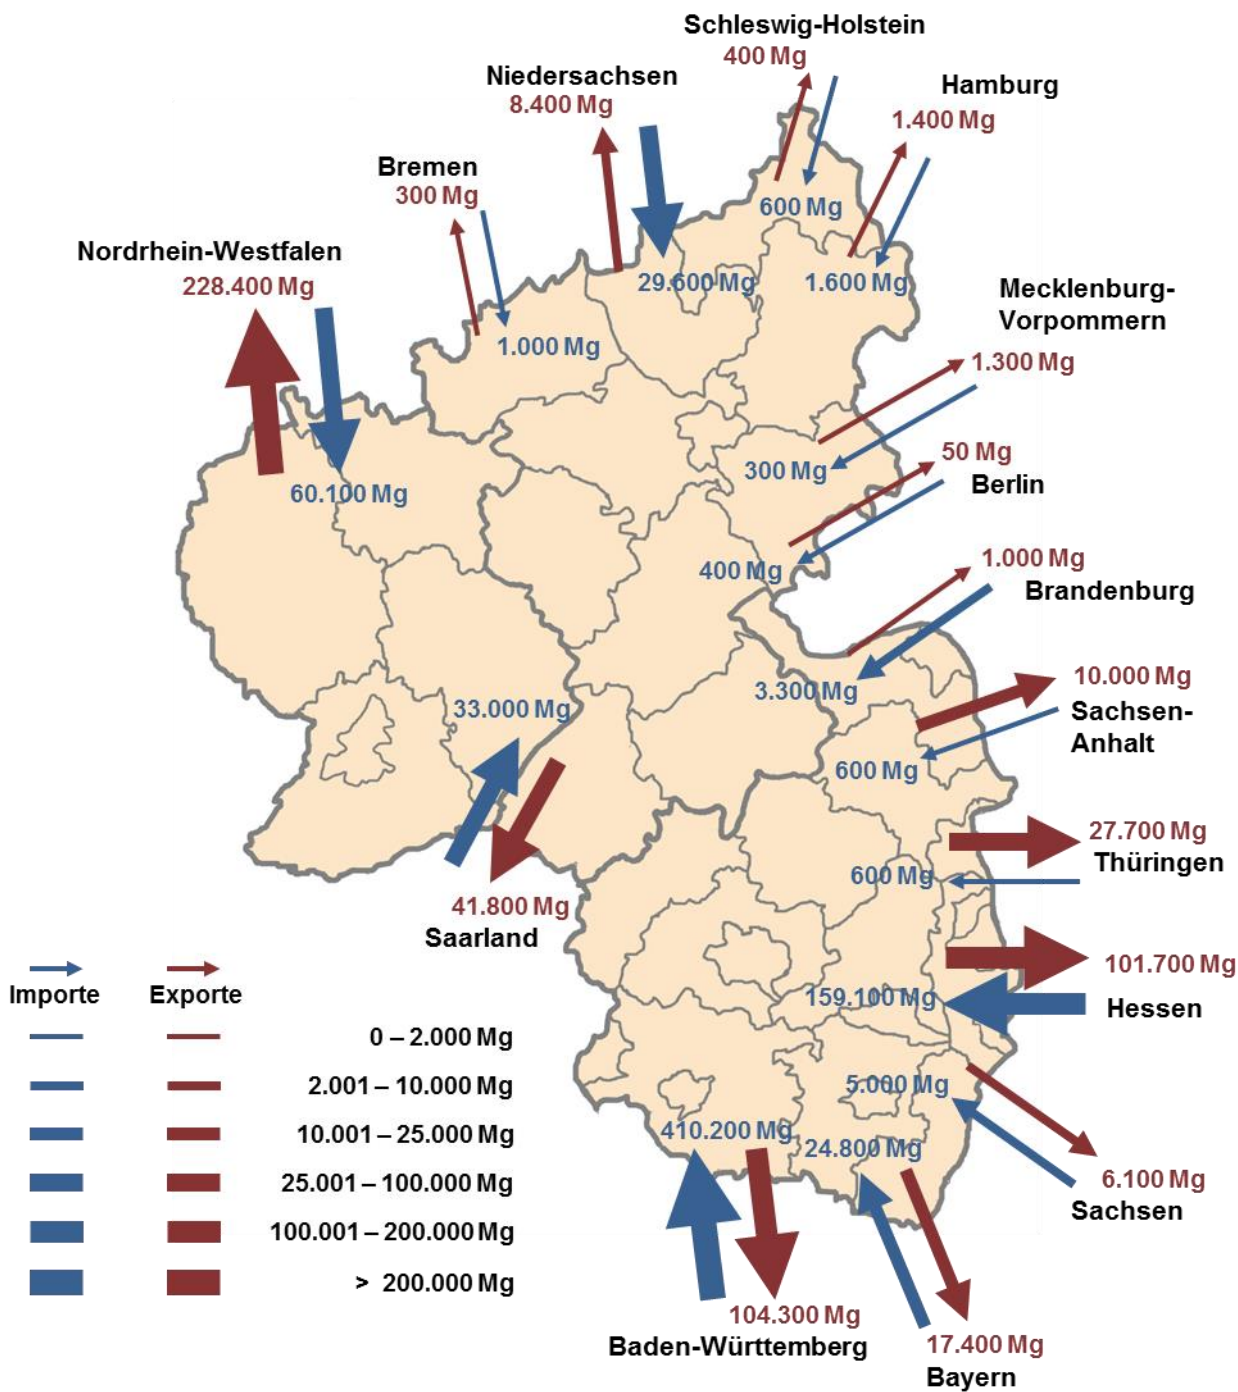 Schleswig-Holstein
400 Mg
600 Mg
Niedersachsen
8.400 Mg
29.600 Mg
Hamburg
1.400 Mg
1.600 Mg
Bremen
300 Mg
1.000 Mg
Nordrhein-Westfalen
228.400 Mg
60.100 Mg
Mecklenburg-
Vorpommern
1.300 Mg
300 Mg
50 Mg
Berlin
400 Mg
1.000 Mg
Brandenburg
3.300 Mg
10.000 Mg
Sachsen-
Anhalt
600 Mg
27.700 Mg
Thüringen
600 Mg
33.000 Mg
41.800 Mg
Saarland
101.700 Mg
Hessen
159.100 Mg
5.000 Mg
6.100 Mg
Sachsen
410.200 Mg
104.300 Mg
Baden-Württemberg
24.800 Mg
17.400 Mg
Bayern
Importe Exporte
0 – 2.000 Mg
2.001 – 10.000 Mg
10.001 – 25.000 Mg
25.001 – 100.000 Mg
100.001 – 200.000 Mg
> 200.000 Mg